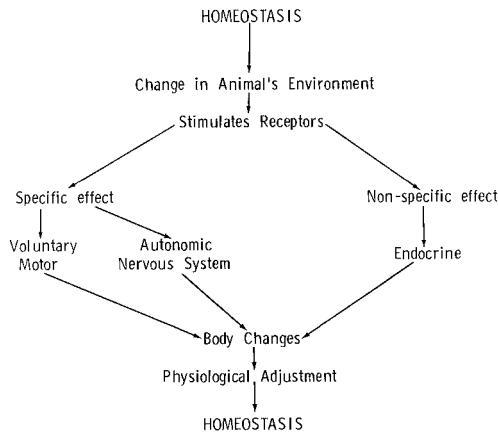 HOMEOSTASIS
Change in Animal's Environment
Stimulates Receptors
Specific effect
Non-specific effect
Voluntary
Motor
Autonomic
Nervous System
Endocrine
Body Changes
Physiological Adjustment
HOMEOSTASIS